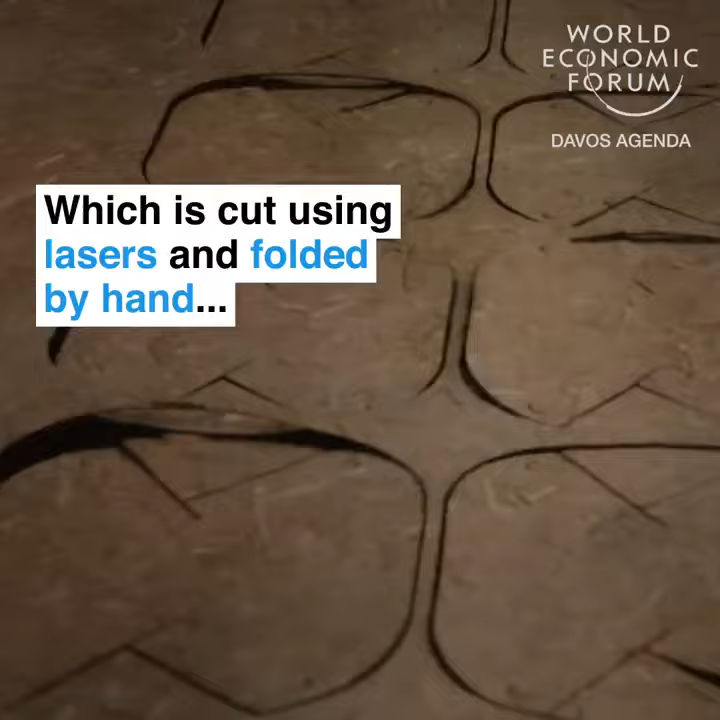 WORLD
ECONOMIC
FORUM
DAVOS AGENDA
Which is cut using
lasers and folded
by hand...